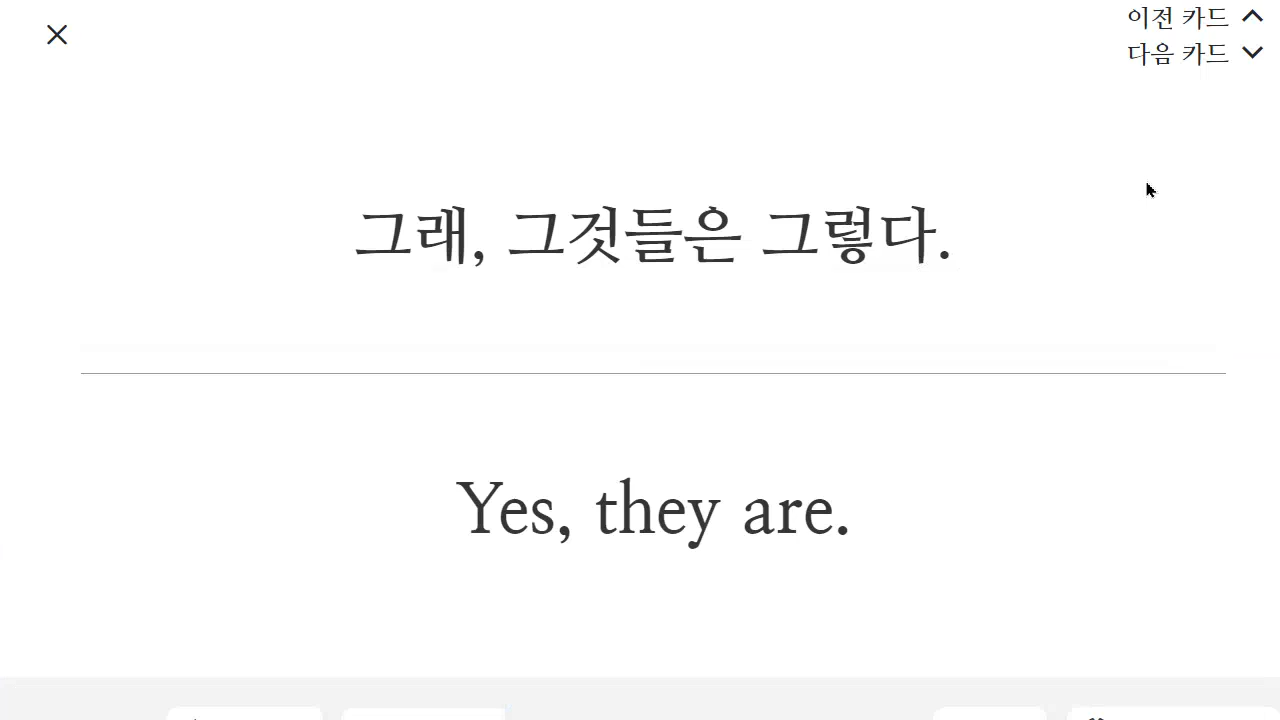 이전 카드
다음 카드
그래, 그것들은 그렇다.
Yes, they are.